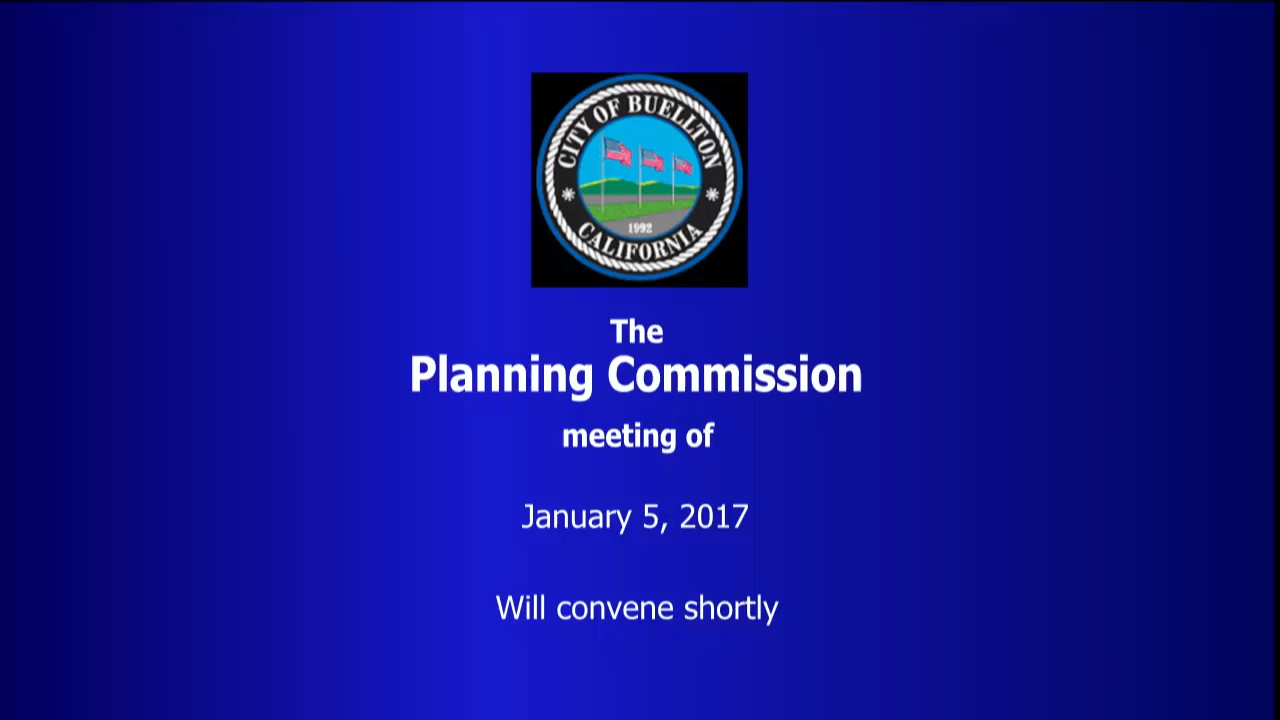 CITY OF BUELLTON
1992
CALIFORNIA
The
Planning Commission
meeting of
January 5, 2017
Will convene shortly